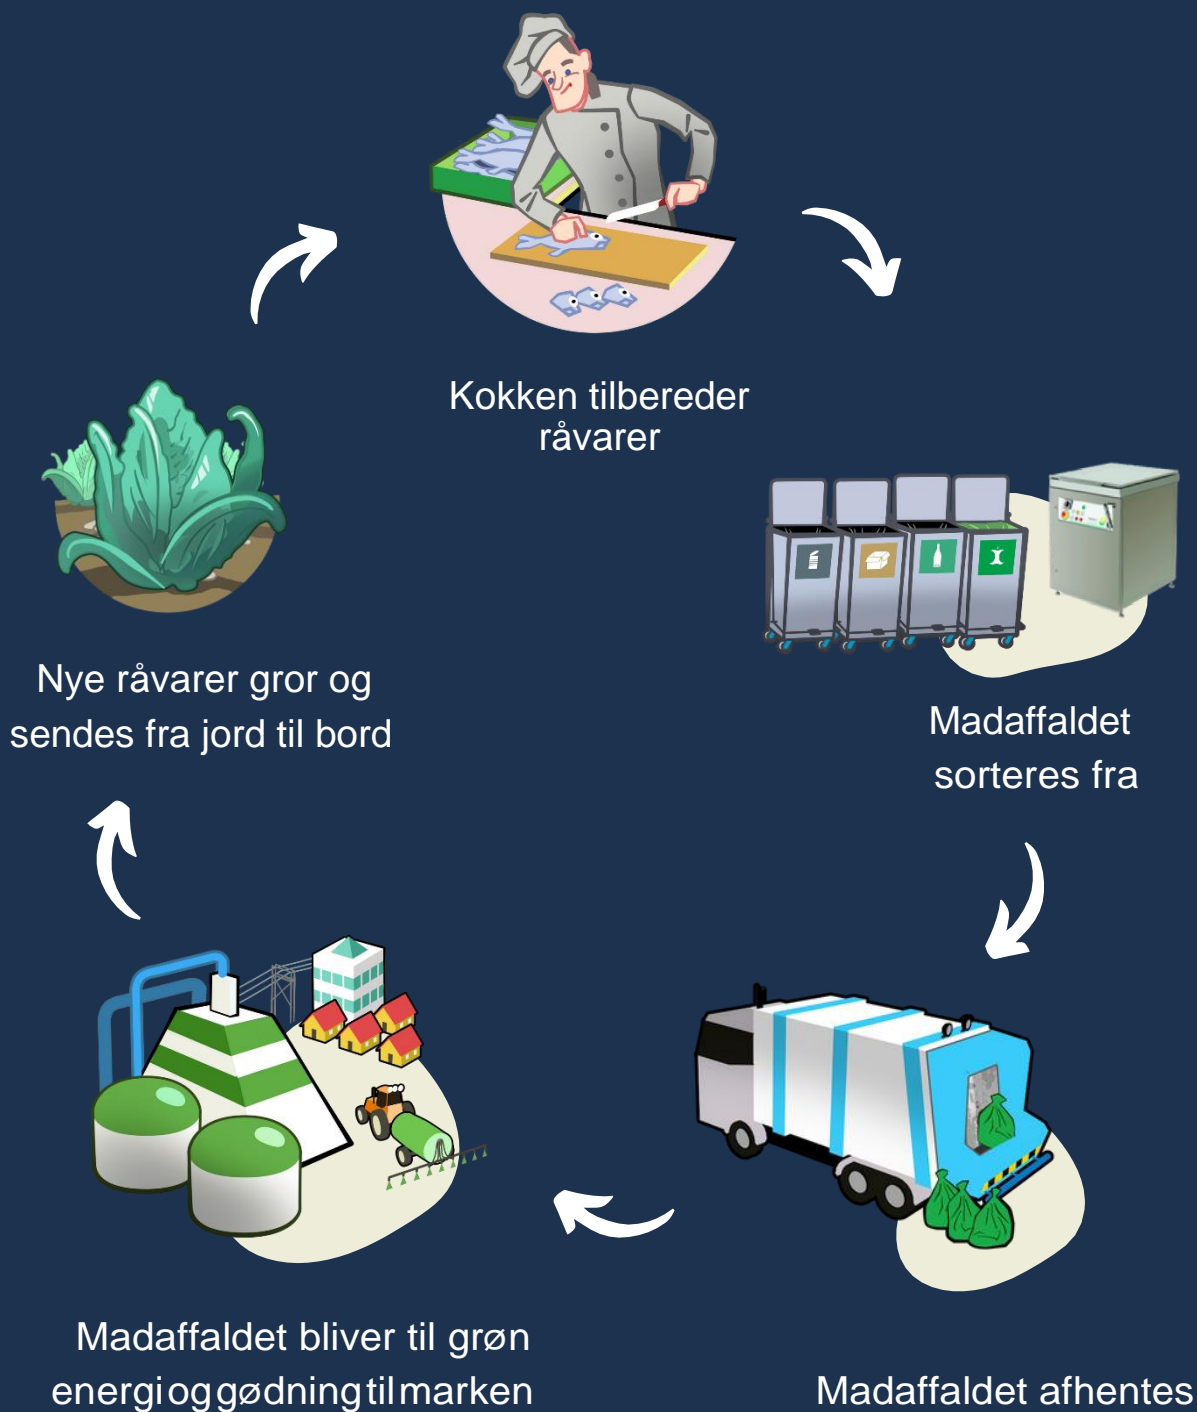 Kokken tilbereder
råvarer
Nye råvarer gror og
sendes fra jord til bord
Madaffaldet
sorteres fra
Madaffaldet bliver til grøn
energi og gødning til marken
Madaffaldet afhentes